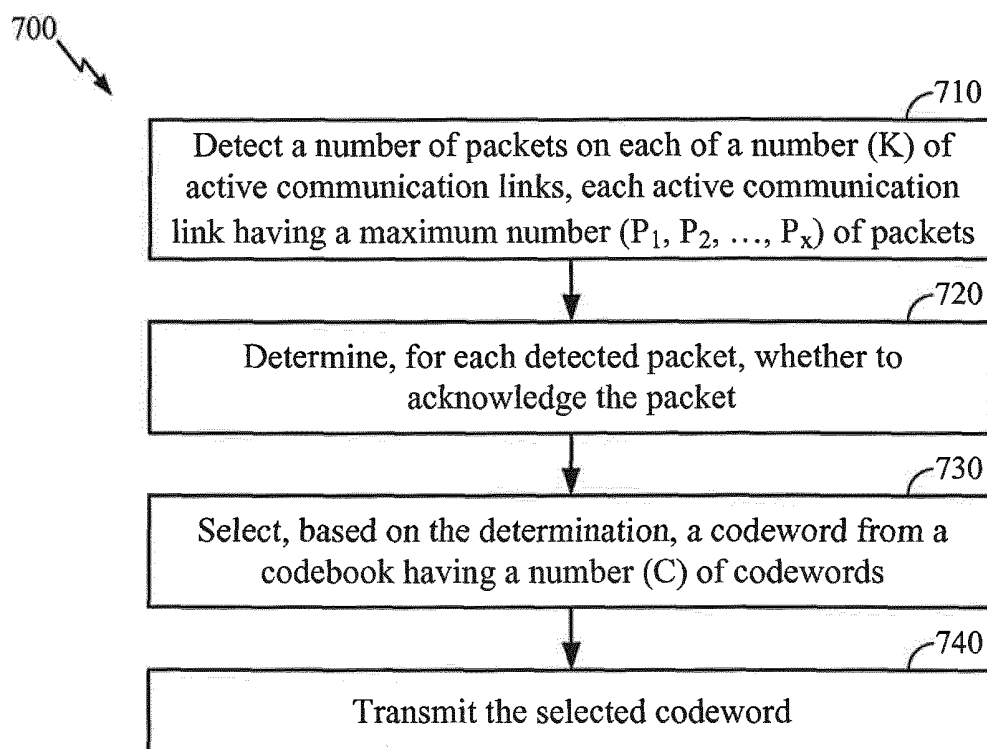 700
710
Detect a number of packets on each of a number (K) of
active communication links, each active communication
link having a maximum number (P₁, P₂, …, Pₓ) of packets
720
Determine, for each detected packet, whether to
acknowledge the packet
730
Select, based on the determination, a codeword from a
codebook having a number (C) of codewords
740
Transmit the selected codeword